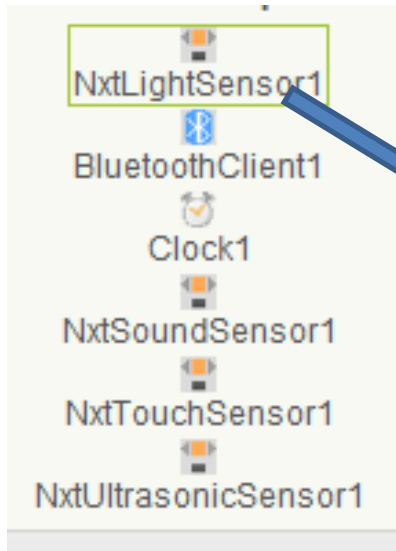 NxtLightSensor1
BluetoothClient1
Clock1
NxtSoundSensor1
NxtTouchSensor1
NxtUltrasonicSensor1